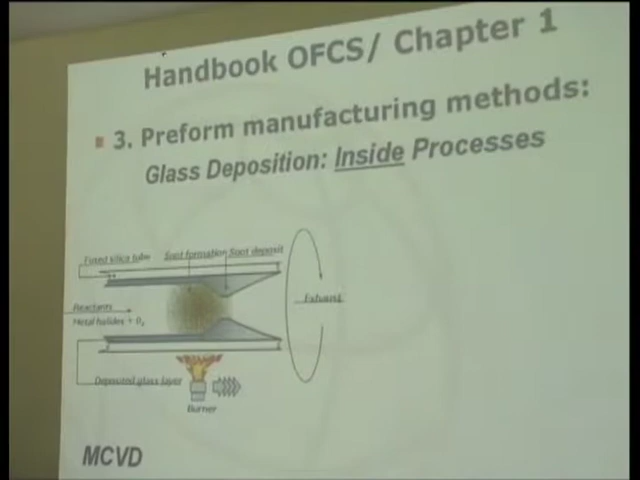 Handbook OFCS/ Chapter 1
3. Preform manufacturing methods:
Glass Deposition: Inside Processes
Fused silica tube
Soot formation
Soot deposit
Reactants
Metal halides + O₂
Exhaust
Deposited glass layer
Burner
MCVD